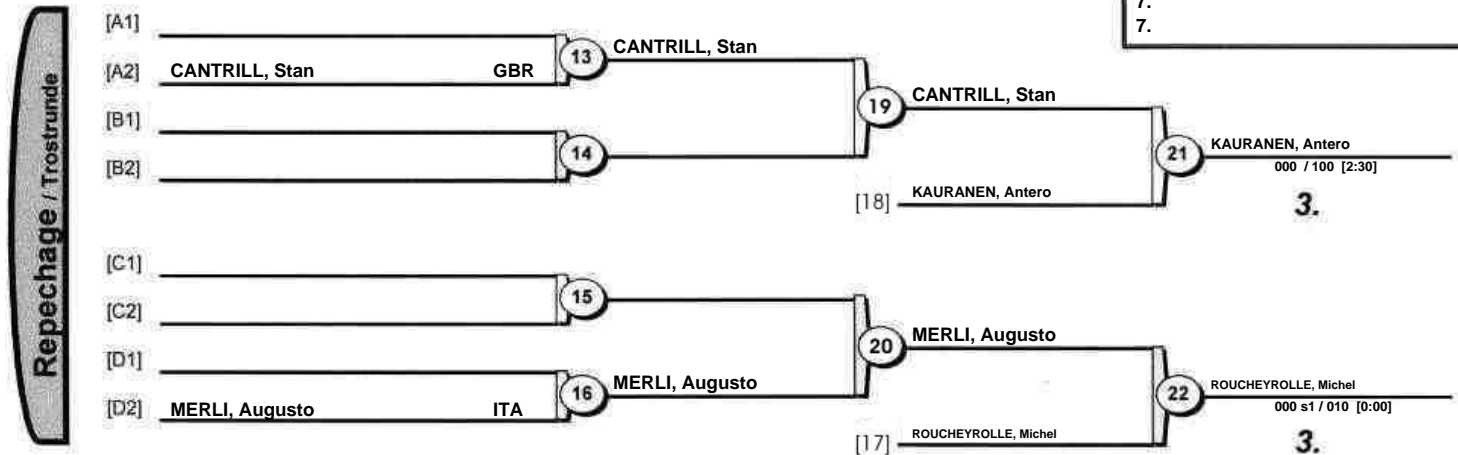 7.
7.
Repechage / Trostrunde
[A1]
[A2] CANTRILL, Stan GBR
13
CANTRILL, Stan
[B1]
[B2]
14
19
CANTRILL, Stan
[18] KAURANEN, Antero
21
KAURANEN, Antero
000 / 100 [2:30]
3.
[C1]
[C2]
15
[D1]
[D2] MERLI, Augusto ITA
16
MERLI, Augusto
20
MERLI, Augusto
[17] ROUCHEYROLLE, Michel
22
ROUCHEYROLLE, Michel
000 s1 / 010 [0:00]
3.